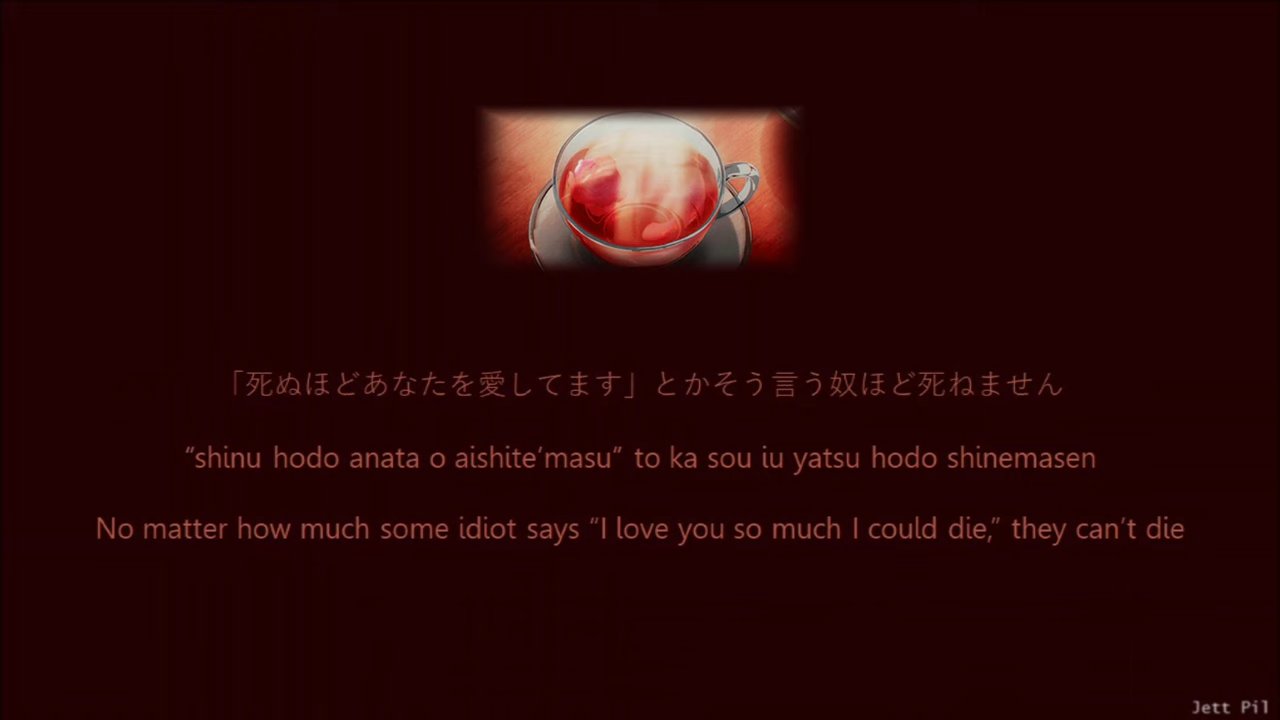 「死ぬほどあなたを愛してます」とかそう言う奴ほど死ねません
“shinu hodo anata o aishite’masu” to ka sou iu yatsu hodo shinemasen
No matter how much some idiot says “I love you so much I could die,” they can’t die
Jett Pil